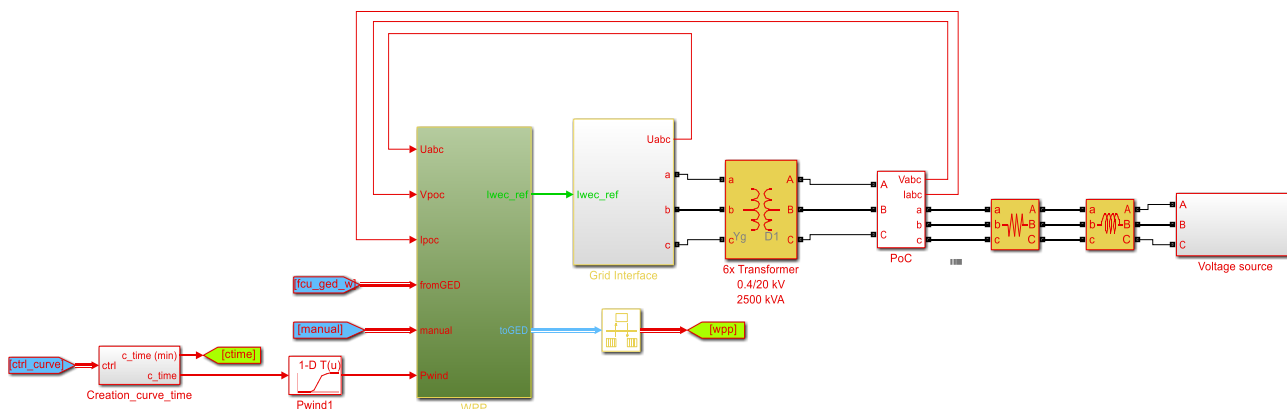 Uabc
Vpoc
Ipoc
fromGED
manual
Pwind
Iwec_ref
toGED
WPP
Iwec_ref
Uabc
a
b
c
Grid Interface
a
b
c
A
B
C
Yg
D1
6x Transformer
0.4/20 kV
2500 kVA
A
B
C
Vabc
Iabc
a
b
c
PoC
a
b
c
A
B
C
a
b
c
A
B
C
A
B
C
Voltage source
[manual]
[wpp]
[ctrl_curve]
ctrl
c_time (min)
c_time
Creation_curve_time
[ctime]
1-D T(u)
Pwind1